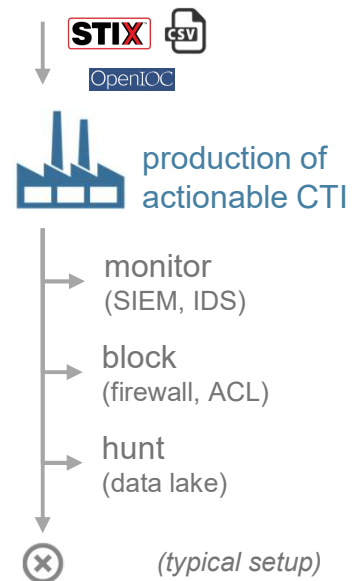 STIX
CSV
OpenIOC
production of
actionable CTI
monitor
(SIEM, IDS)
block
(firewall, ACL)
hunt
(data lake)
(typical setup)